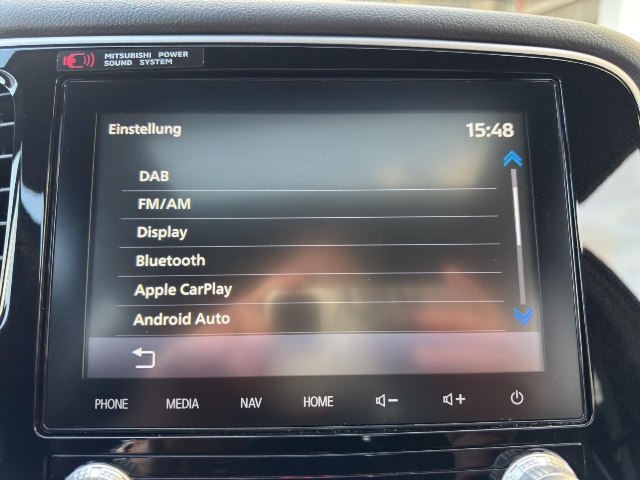 MITSUBISHI POWER
SOUND SYSTEM
Einstellung 15:48
DAB
FM/AM
Display
Bluetooth
Apple CarPlay
Android Auto
PHONE MEDIA NAV HOME